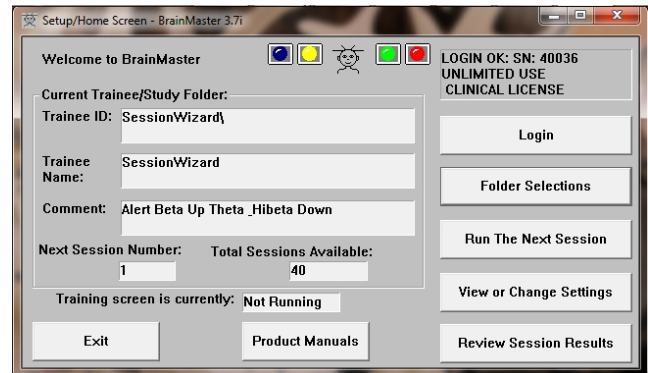 Setup/Home Screen - BrainMaster 3.7i
Welcome to BrainMaster
LOGIN OK: SN: 40036
UNLIMITED USE
CLINICAL LICENSE
Current Trainee/Study Folder:
Trainee ID: SessionWizard\
Trainee
Name: SessionWizard
Comment: Alert Beta Up Theta _Hibeta Down
Next Session Number: Total Sessions Available:
1 40
Training screen is currently: Not Running
Login
Folder Selections
Run The Next Session
View or Change Settings
Exit
Product Manuals
Review Session Results